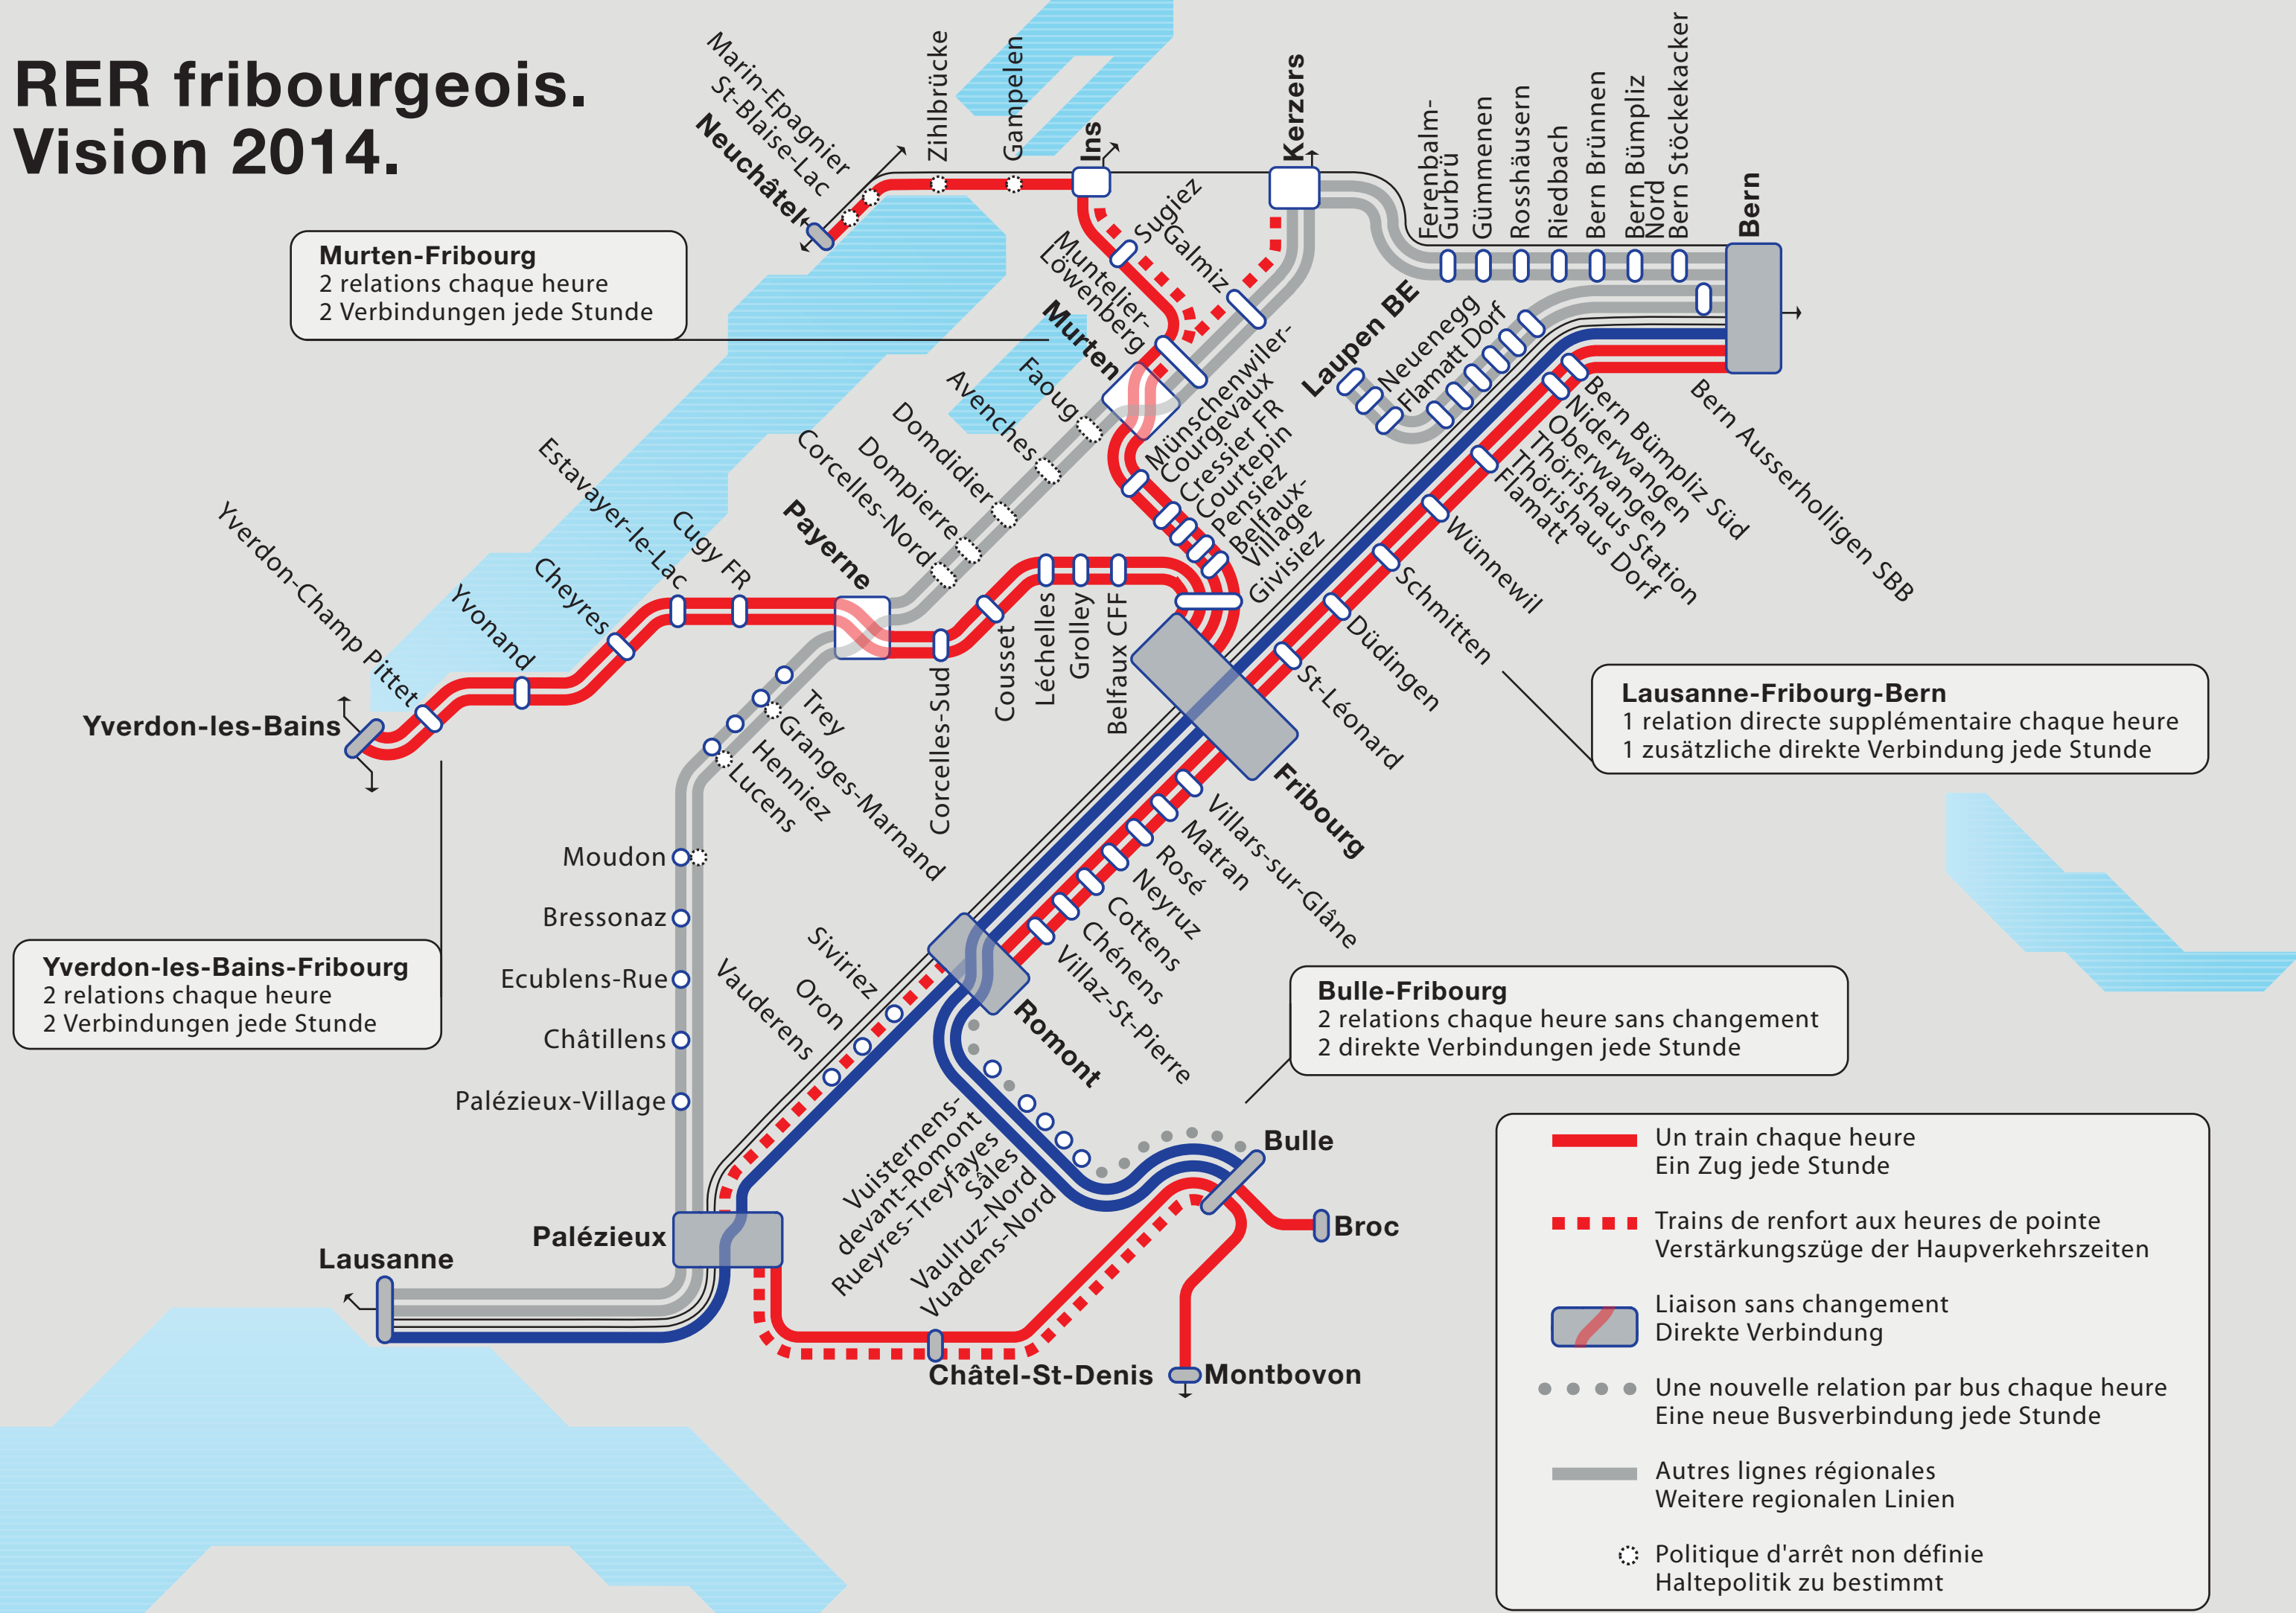 RER fribourgeois.
Vision 2014.
Marin-Epagnier
St-Blaise-Lac
Neuchâtel
Zihlbrücke
Gampelen
Ins
Kerzers
Ferenbalm-
Gurbrü
Gümmenen
Rosshäusern
Riedbach
Bern Brünnen
Bern Bümpliz
Nord
Bern Stöckekacker
Bern
Murten-Fribourg
2 relations chaque heure
2 Verbindungen jede Stunde
Sugiez
Galmiz
Muntelier-
Löwenberg
Murten
Laupen BE
Neuenegg
Flamatt Dorf
Faoug
Avenches
Domdidier
Dompierre
Corcelles-Nord
Payerne
Münschenwiler-
Courgevaux
Cressier FR
Courtepin
Pensiez
Belfaux-
Village
Givisiez
Bern Ausserholligen SBB
Bern Bümpliz Süd
Niderwangen
Oberwangen
Thörishaus Station
Thörishaus Dorf
Flamatt
Wünnewil
Schmitten
Düdingen
St-Léonard
Estavayer-le-Lac
Cugy FR
Cheyres
Yvonand
Yverdon-Champ Pittet
Yverdon-les-Bains
Corcelles-Sud
Cousset
Léchelles
Grolley
Belfaux CFF
Fribourg
Lausanne-Fribourg-Bern
1 relation directe supplémentaire chaque heure
1 zusätzliche direkte Verbindung jede Stunde
Trey
Granges-Marnand
Henniez
Lucens
Moudon
Bressonaz
Ecublens-Rue
Châtillens
Palézieux-Village
Villars-sur-Glâne
Matran
Rosé
Neyruz
Cottens
Chénens
Villaz-St-Pierre
Yverdon-les-Bains-Fribourg
2 relations chaque heure
2 Verbindungen jede Stunde
Siviriez
Oron
Vauderens
Romont
Bulle-Fribourg
2 relations chaque heure sans changement
2 direkte Verbindungen jede Stunde
Vuisternens-
devant-Romont
Rueyres-Treyfayes
Sâles
Vaulruz-Nord
Vuadens-Nord
Bulle
Broc
Palézieux
Lausanne
Châtel-St-Denis
Montbovon
Un train chaque heure
Ein Zug jede Stunde
Trains de renfort aux heures de pointe
Verstärkungszüge der Haupverkehrszeiten
Liaison sans changement
Direkte Verbindung
Une nouvelle relation par bus chaque heure
Eine neue Busverbindung jede Stunde
Autres lignes régionales
Weitere regionalen Linien
Politique d'arrêt non définie
Haltepolitik zu bestimmt